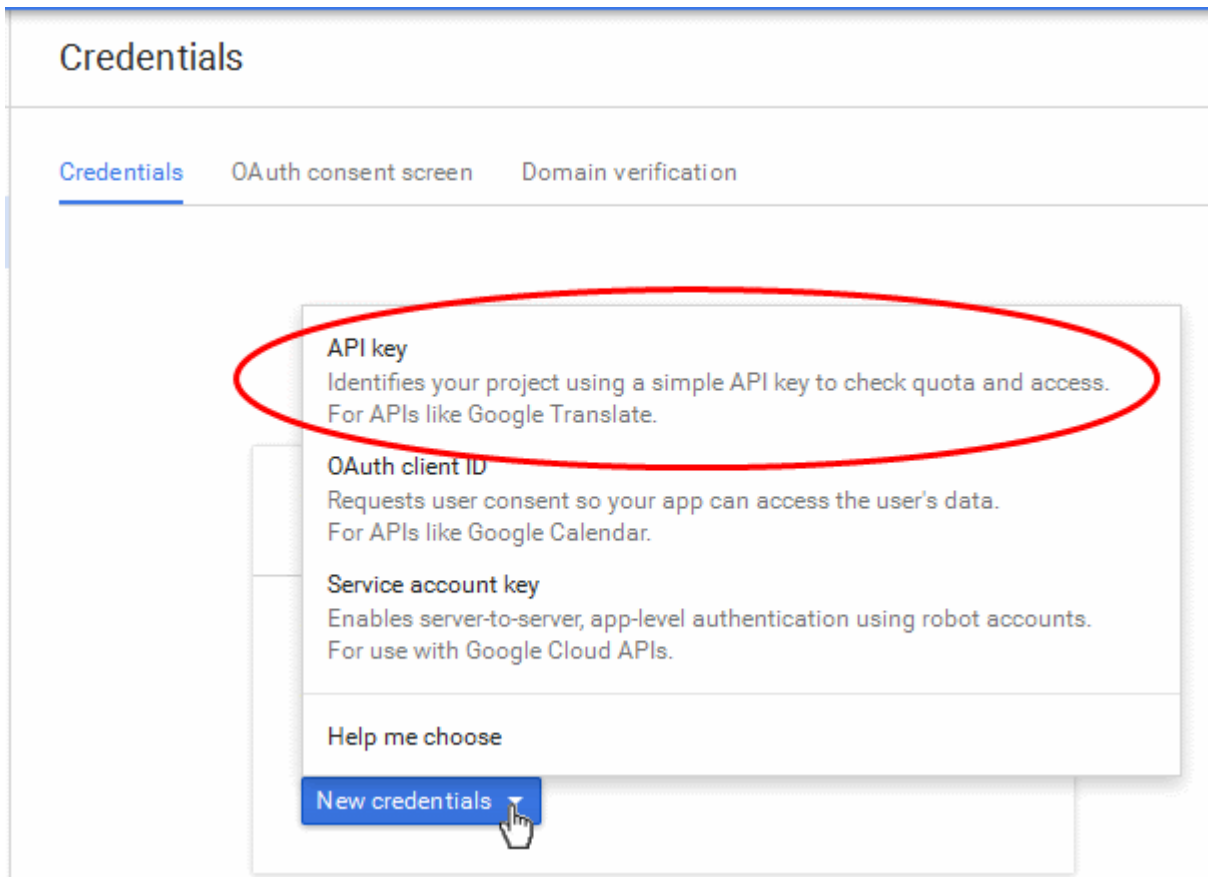 Credentials
Credentials OAuth consent screen Domain verification
API key
Identifies your project using a simple API key to check quota and access.
For APIs like Google Translate.
OAuth client ID
Requests user consent so your app can access the user's data.
For APIs like Google Calendar.
Service account key
Enables server-to-server, app-level authentication using robot accounts.
For use with Google Cloud APIs.
Help me choose
New credentials